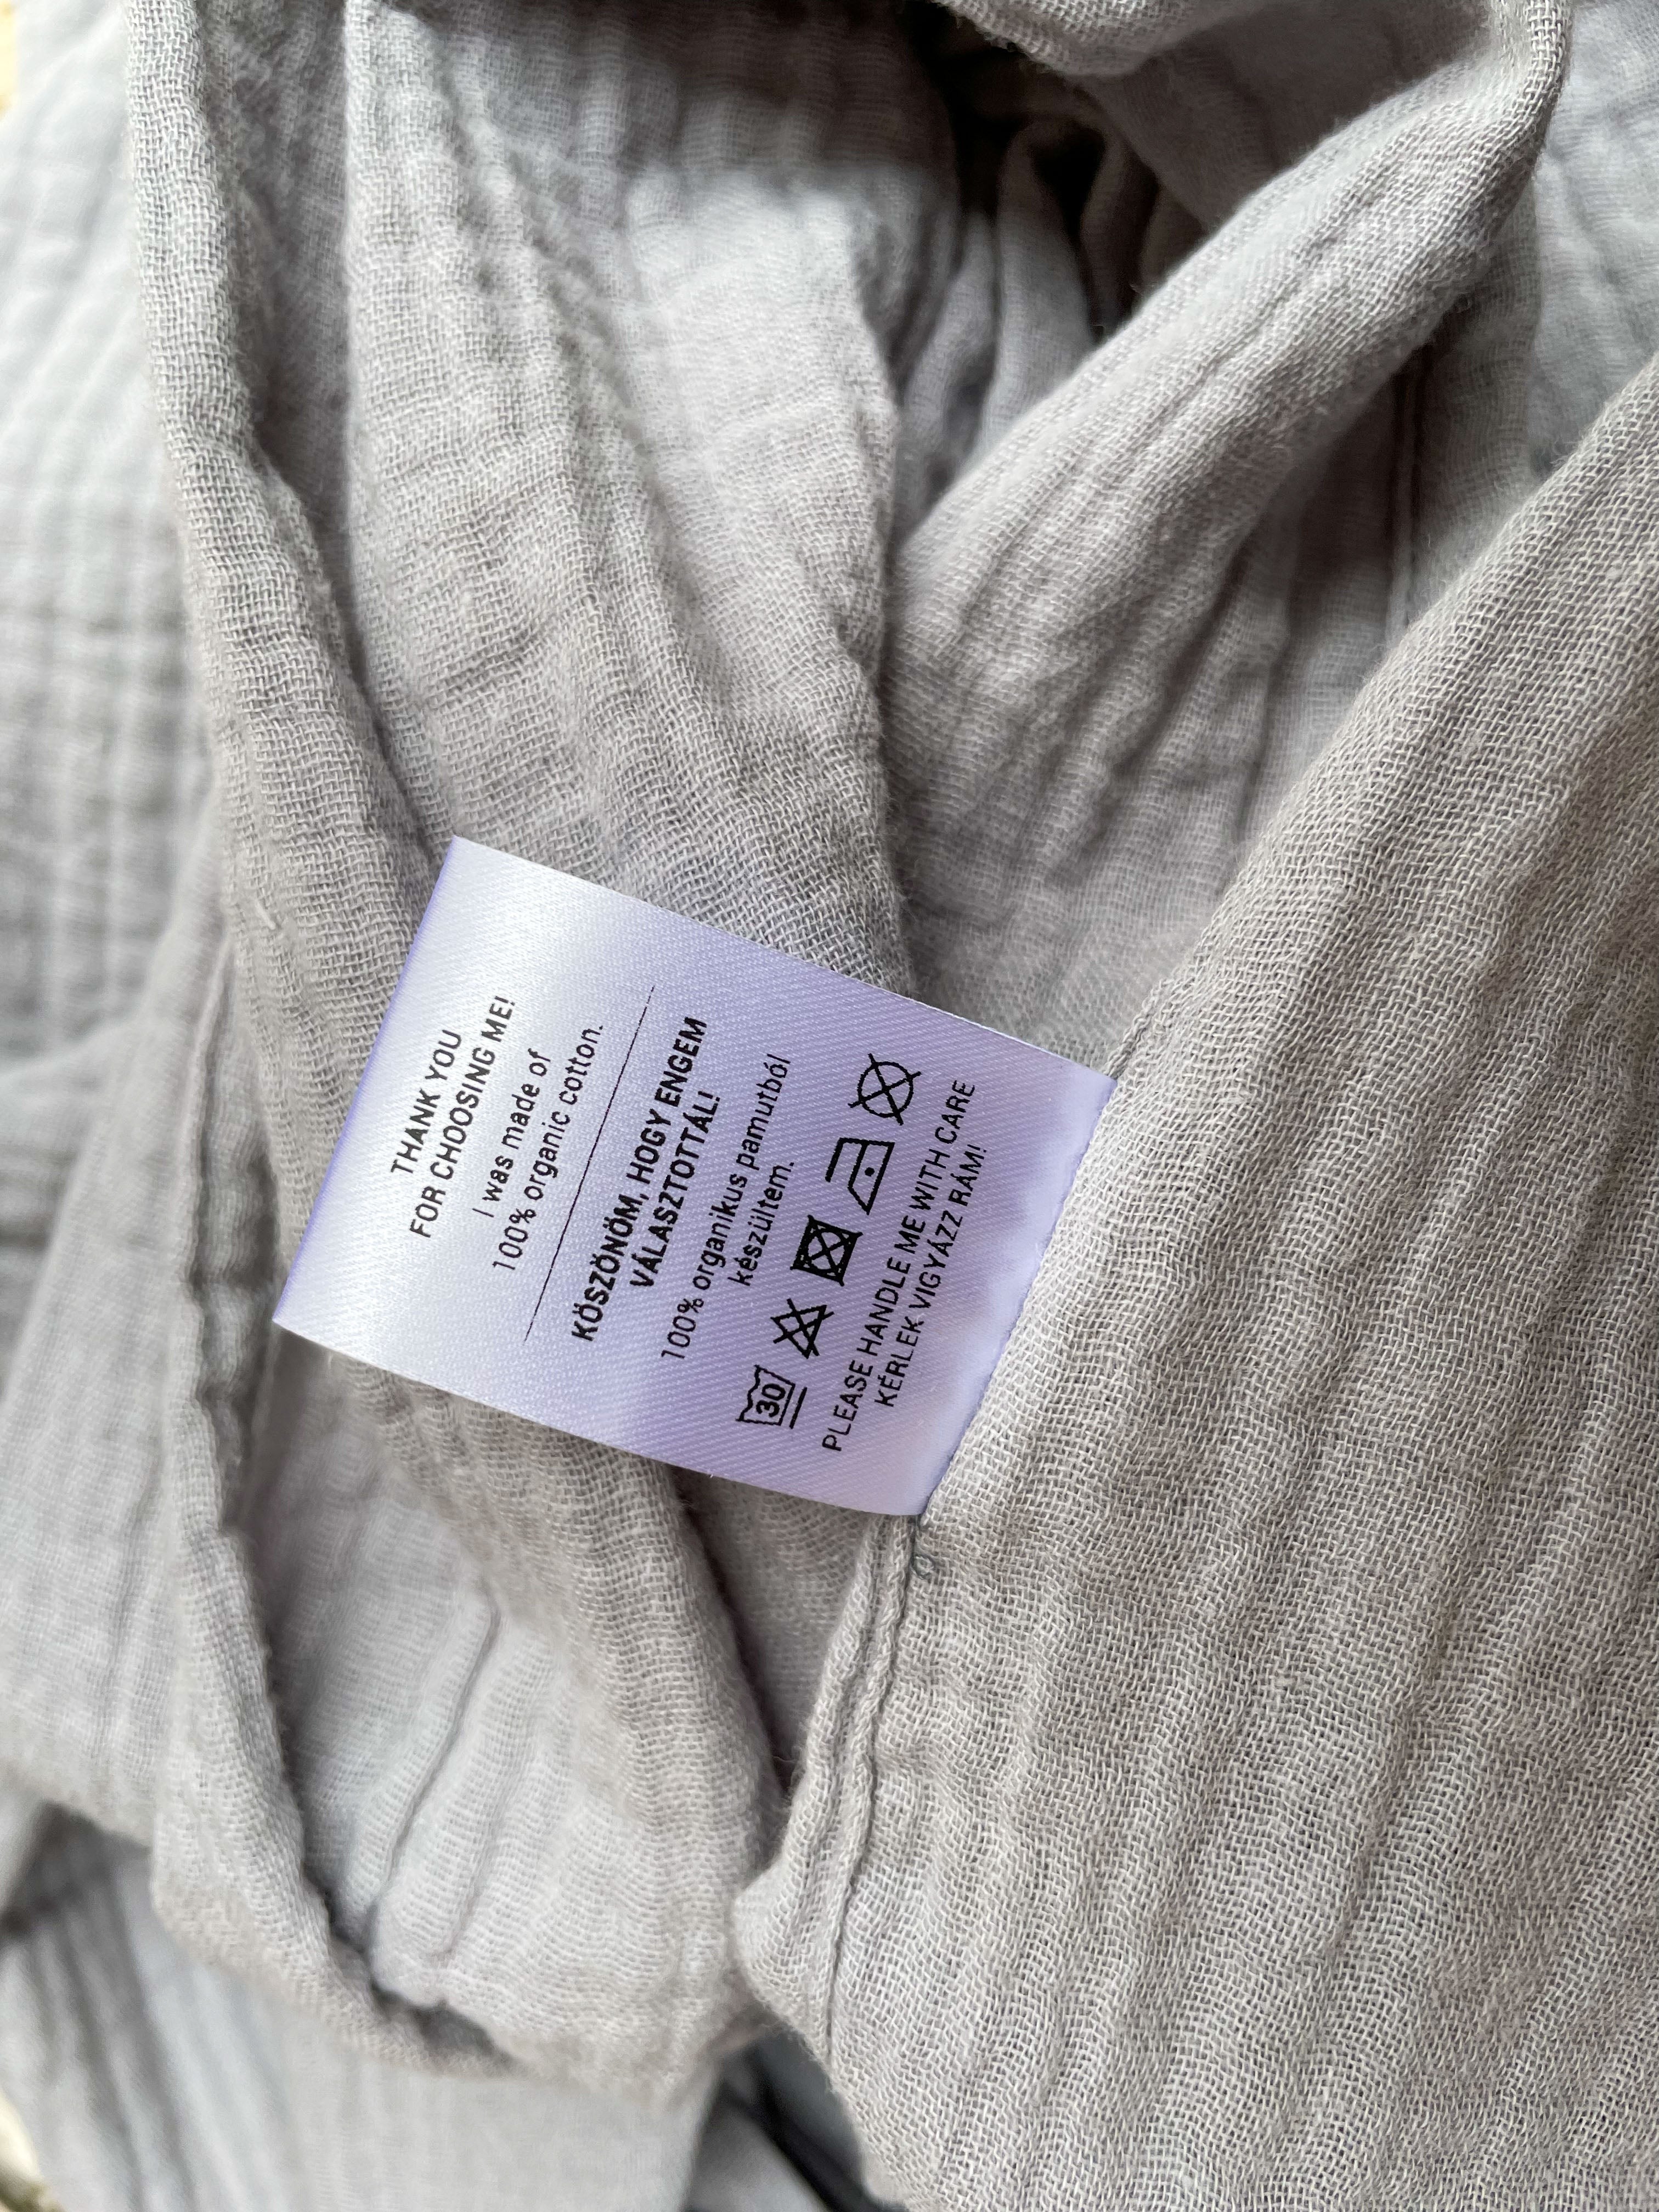 THANK YOU
FOR CHOOSING ME!
I was made of
100% organic cotton.
KÖSZÖNÖM, HOGY ENGEM
VÁLASZTOTTÁL!
100% organikus pamutból
készültem.
30
PLEASE HANDLE ME WITH CARE
KÉRLEK VIGYÁZZ RÁM!